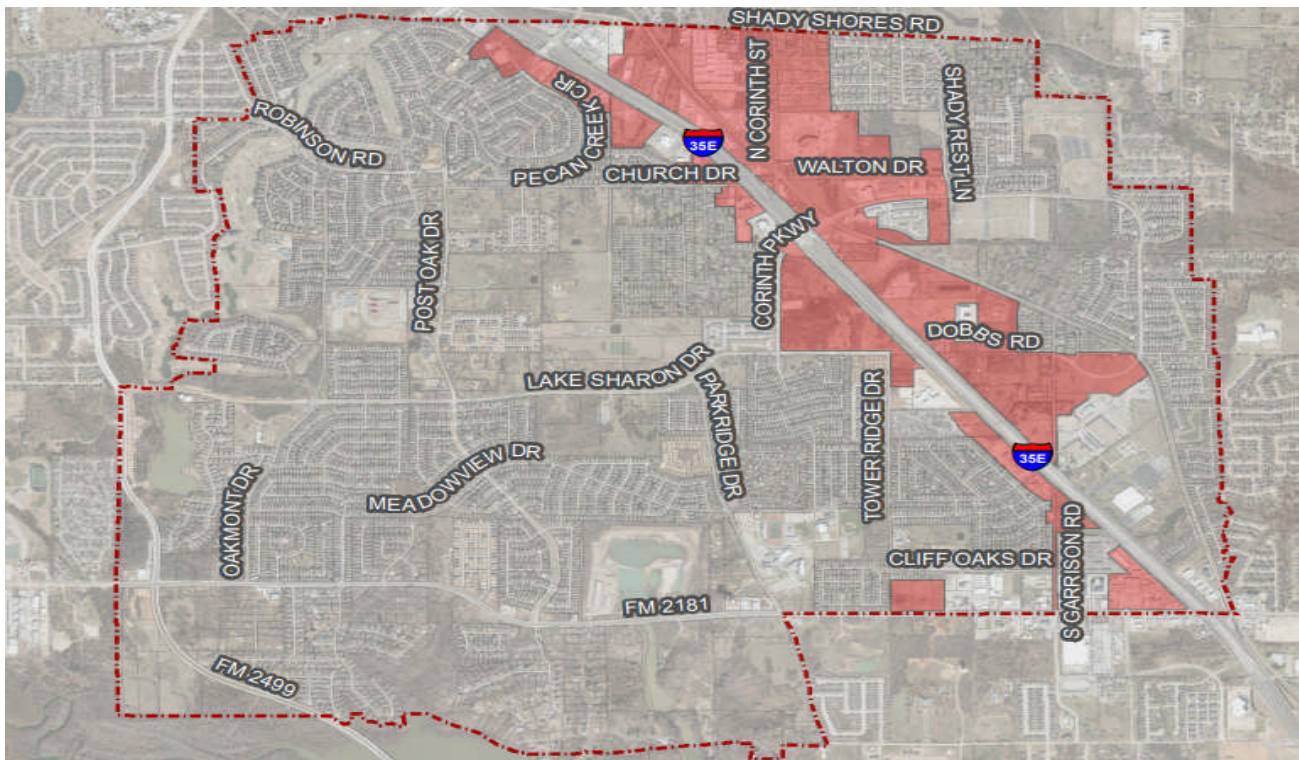 SHADY SHORES RD
N CORINTH ST
SHADY REST LN
ROBINSON RD
PECAN CREEK CIR
35E
CHURCH DR
WALTON DR
POST OAK DR
CORINTH PKWY
DOBBS RD
LAKE SHARON DR
PARKRIDGE DR
TOWER RIDGE DR
MEADOWVIEW DR
OAKMONT DR
35E
S GARRISON RD
CLIFF OAKS DR
FM 2181
FM 2499